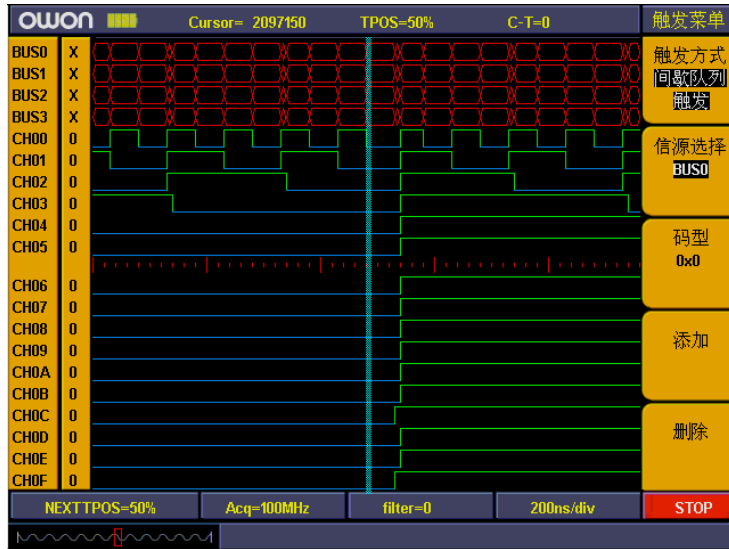 owon Cursor= 2097150 TPOS=50% C-T=0 触发菜单
BUS0 X
BUS1 X
BUS2 X
BUS3 X
CH00 0
CH01 0
CH02 0
CH03 0
CH04 0
CH05 0
CH06 0
CH07 0
CH08 0
CH09 0
CH0A 0
CH0B 0
CH0C 0
CH0D 0
CH0E 0
CH0F 0
触发方式
间歇队列
触发
信源选择
BUS0
码型
0x0
添加
删除
NEXTTPOS=50% Acq=100MHz filter=0 200ns/div STOP